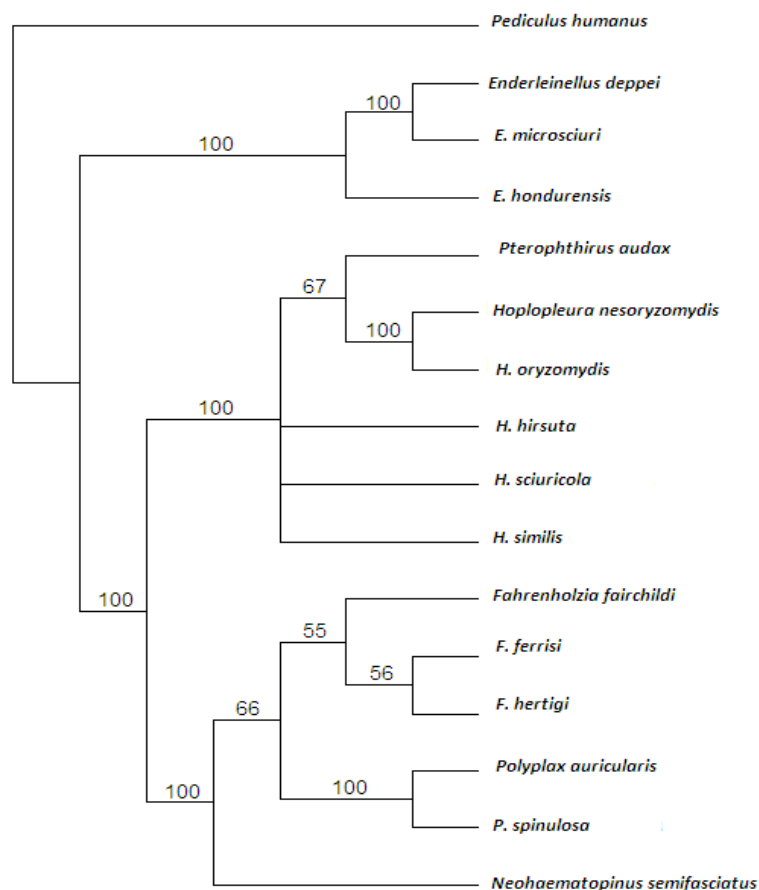 Pediculus humanus
Enderleinellus deppei
100
E. microsciuri
100
E. hondurensis
Pterophthirus audax
67
Hoplopleura nesoryzomydis
100
H. oryzomydis
100
H. hirsuta
H. sciuricola
H. similis
Fahrenholzia fairchildi
100
55
F. ferrisi
56
F. hertigi
66
Polyplax auricularis
100
100
P. spinulosa
Neohaematopinus semifasciatus